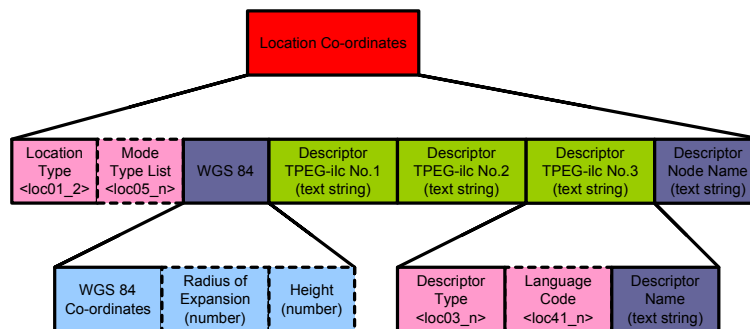 Location Co-ordinates
Location
Type
<loc01_2>
Mode
Type List
<loc05_n>
WGS 84
Descriptor
TPEG-ilc No.1
(text string)
Descriptor
TPEG-ilc No.2
(text string)
Descriptor
TPEG-ilc No.3
(text string)
Descriptor
Node Name
(text string)
WGS 84
Co-ordinates
Radius of
Expansion
(number)
Height
(number)
Descriptor
Type
<loc03_n>
Language
Code
<loc41_n>
Descriptor
Name
(text string)